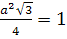 a²√3/4 = 1